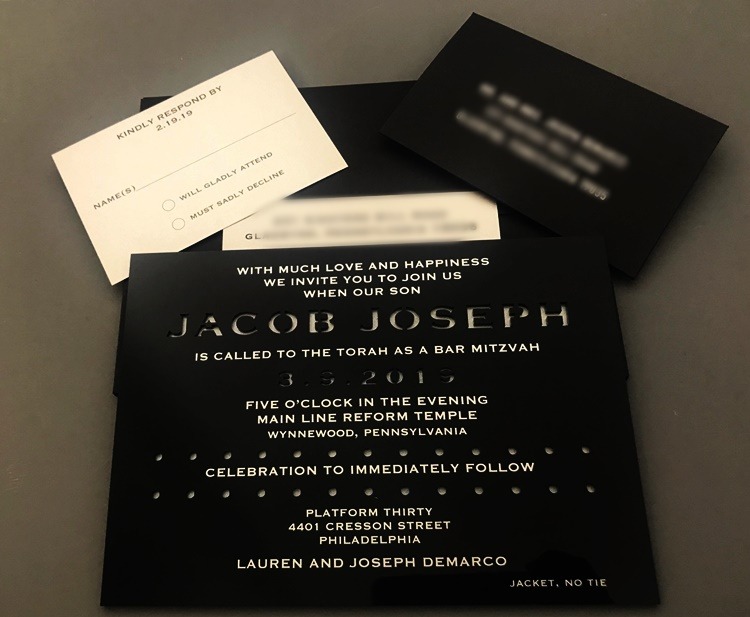 KINDLY RESPOND BY
2.19.19
NAME(S)
WILL GLADLY ATTEND
MUST SADLY DECLINE
WITH MUCH LOVE AND HAPPINESS
WE INVITE YOU TO JOIN US
WHEN OUR SON
JACOB JOSEPH
IS CALLED TO THE TORAH AS A BAR MITZVAH
3.9.2019
FIVE O'CLOCK IN THE EVENING
MAIN LINE REFORM TEMPLE
WYNNEWOOD, PENNSYLVANIA
CELEBRATION TO IMMEDIATELY FOLLOW
PLATFORM THIRTY
4401 CRESSON STREET
PHILADELPHIA
LAUREN AND JOSEPH DEMARCO
JACKET, NO TIE